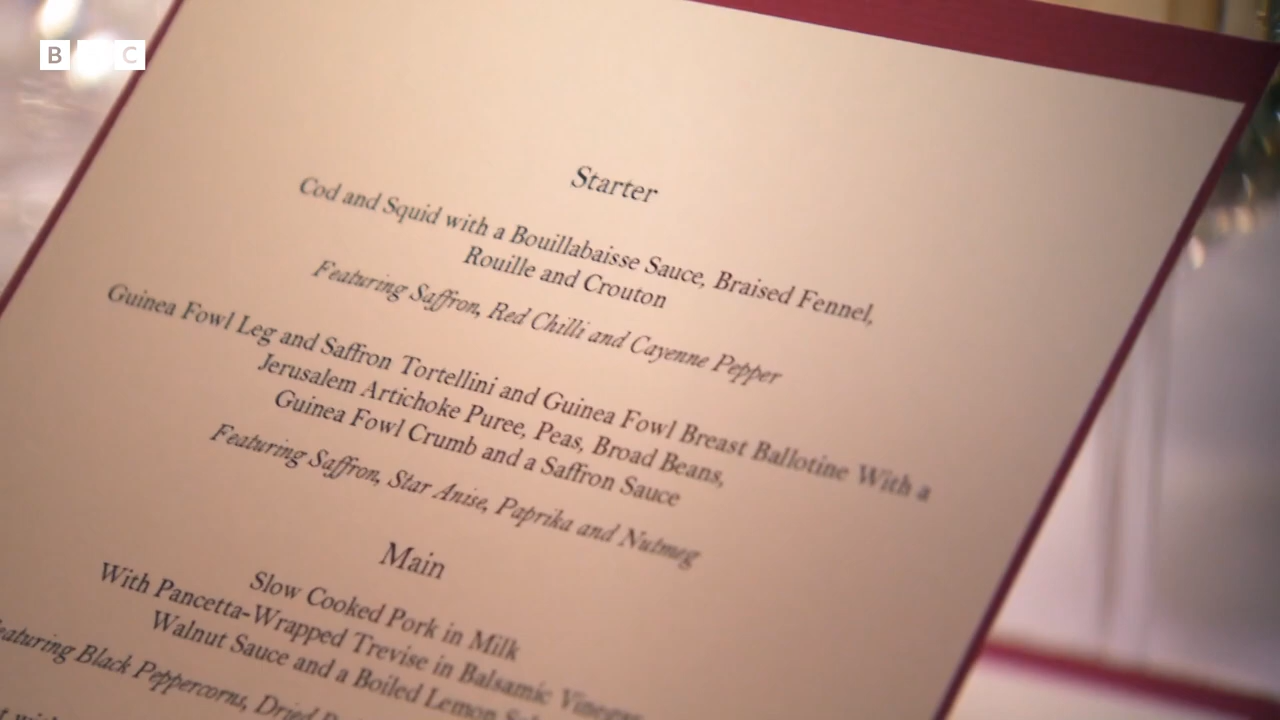 BBC
Starter
Cod and Squid with a Bouillabaisse Sauce, Braised Fennel,
Rouille and Crouton
Featuring Saffron, Red Chilli and Cayenne Pepper
Guinea Fowl Leg and Saffron Tortellini and Guinea Fowl Breast Ballotine With a
Jerusalem Artichoke Puree, Peas, Broad Beans,
Guinea Fowl Crumb and a Saffron Sauce
Featuring Saffron, Star Anise, Paprika and Nutmeg
Main
Slow Cooked Pork in Milk
With Pancetta-Wrapped Trevise in Balsamic Vinegar
Walnut Sauce and a Boiled Lemon
Black Peppercorns, Dried